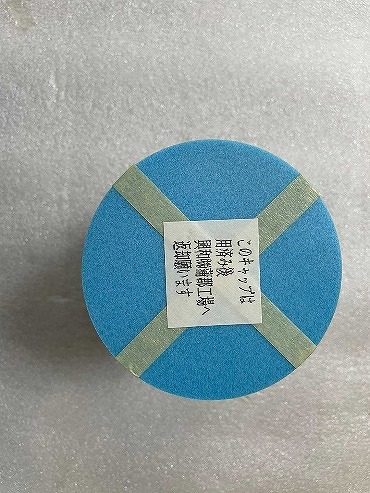 このキャップは
用済み後
工場へ
返却願います